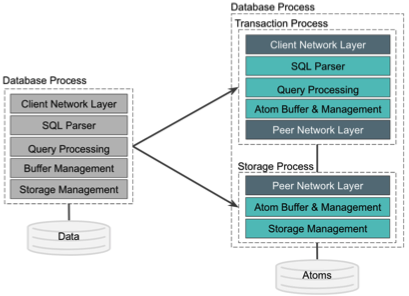 Database Process
Client Network Layer
SQL Parser
Query Processing
Buffer Management
Storage Management
Data
Database Process
Transaction Process
Client Network Layer
SQL Parser
Query Processing
Atom Buffer & Management
Peer Network Layer
Storage Process
Peer Network Layer
Atom Buffer & Management
Storage Management
Atoms